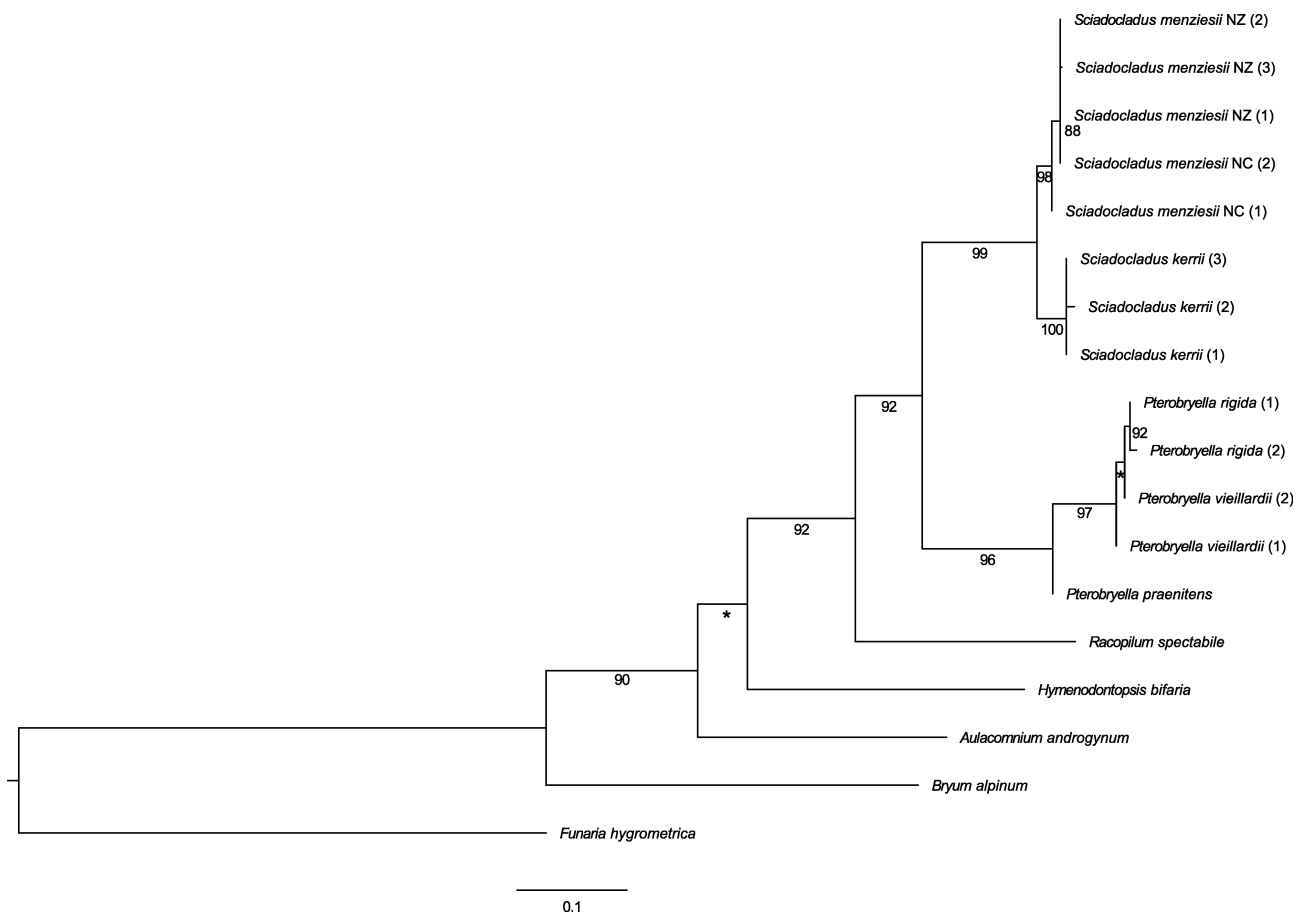 Sciadocladus menziesii NZ (2)
Sciadocladus menziesii NZ (3)
Sciadocladus menziesii NZ (1)
88
Sciadocladus menziesii NC (2)
98
Sciadocladus menziesii NC (1)
99
Sciadocladus kerrii (3)
Sciadocladus kerrii (2)
100
Sciadocladus kerrii (1)
92
Pterobryella rigida (1)
92
Pterobryella rigida (2)
*
Pterobryella vieillardii (2)
97
Pterobryella vieillardii (1)
92
96
Pterobryella praenitens
*
Racopilum spectabile
90
Hymenodontopsis bifaria
Aulacomnium androgynum
Bryum alpinum
Funaria hygrometrica
0.1